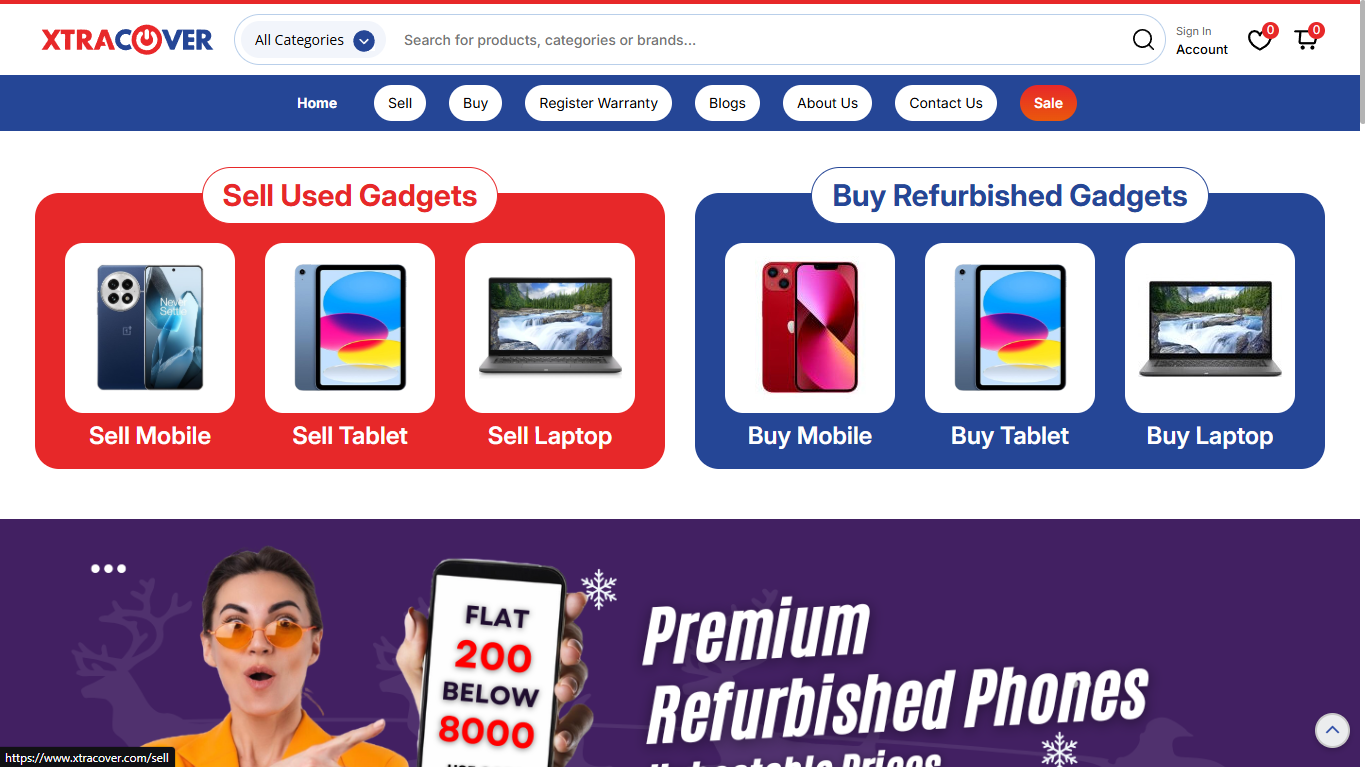 XTRACOVER
All Categories
Search for products, categories or brands...
Sign In
Account
0
0
Home
Sell
Buy
Register Warranty
Blogs
About Us
Contact Us
Sale
Sell Used Gadgets
Buy Refurbished Gadgets
Never
Settle
Sell Mobile
Sell Tablet
Sell Laptop
Buy Mobile
Buy Tablet
Buy Laptop
FLAT
200
BELOW
8000
Premium
Refurbished Phones
https://www.xtracover.com/sell